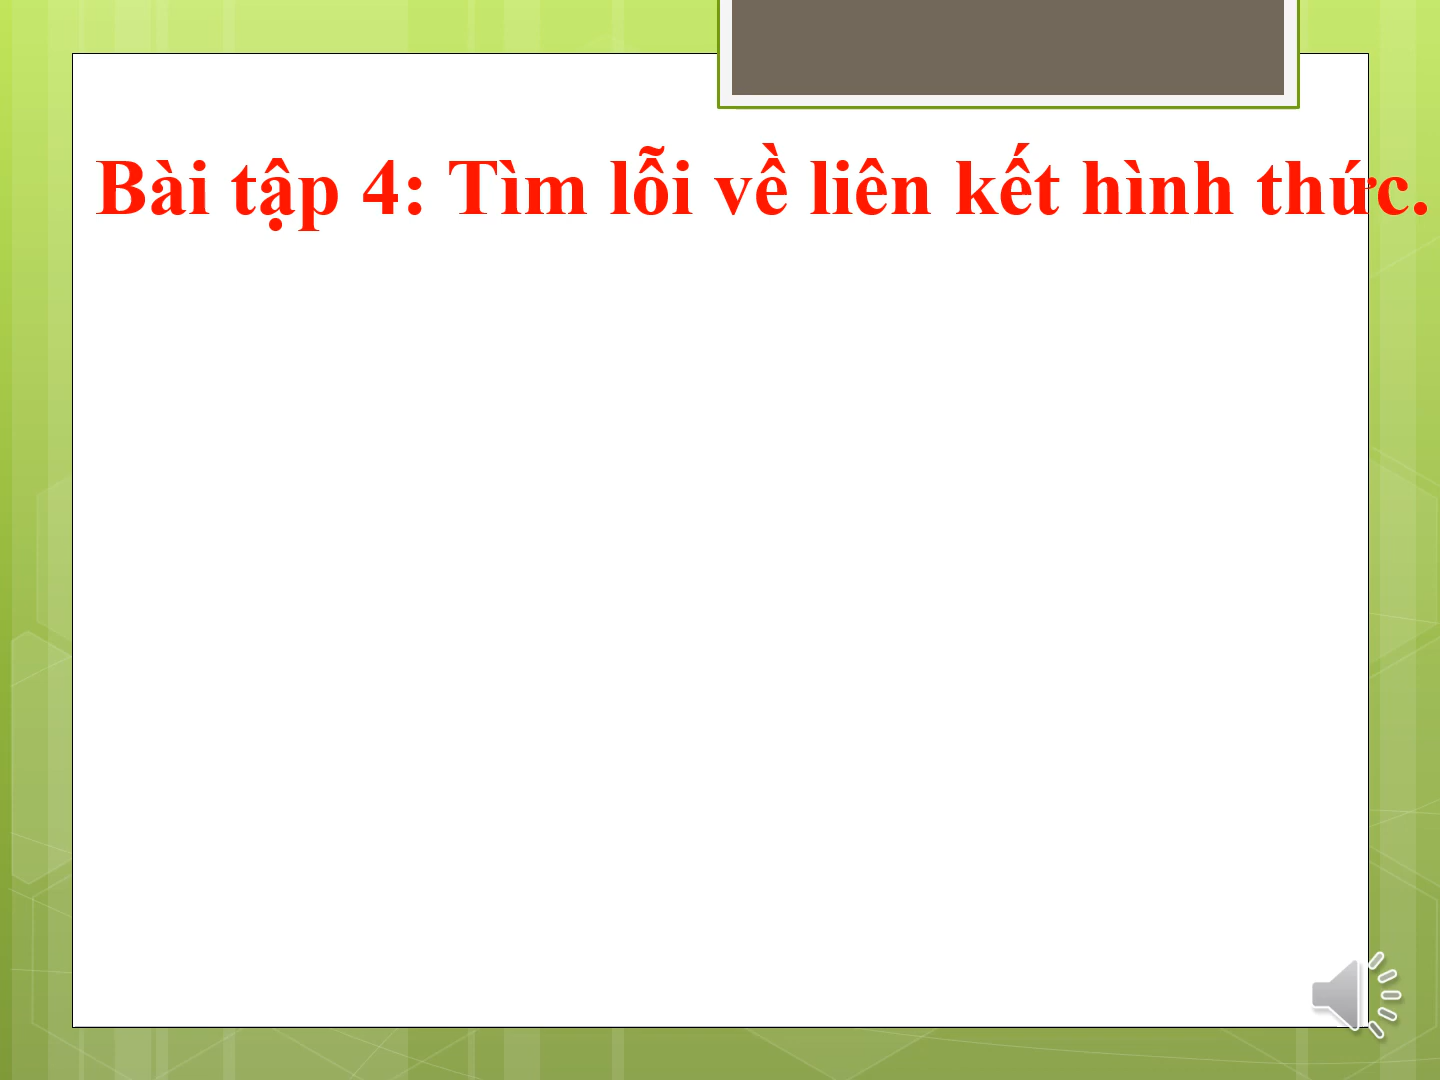 Bài tập 4: Tìm lỗi về liên kết hình thức.